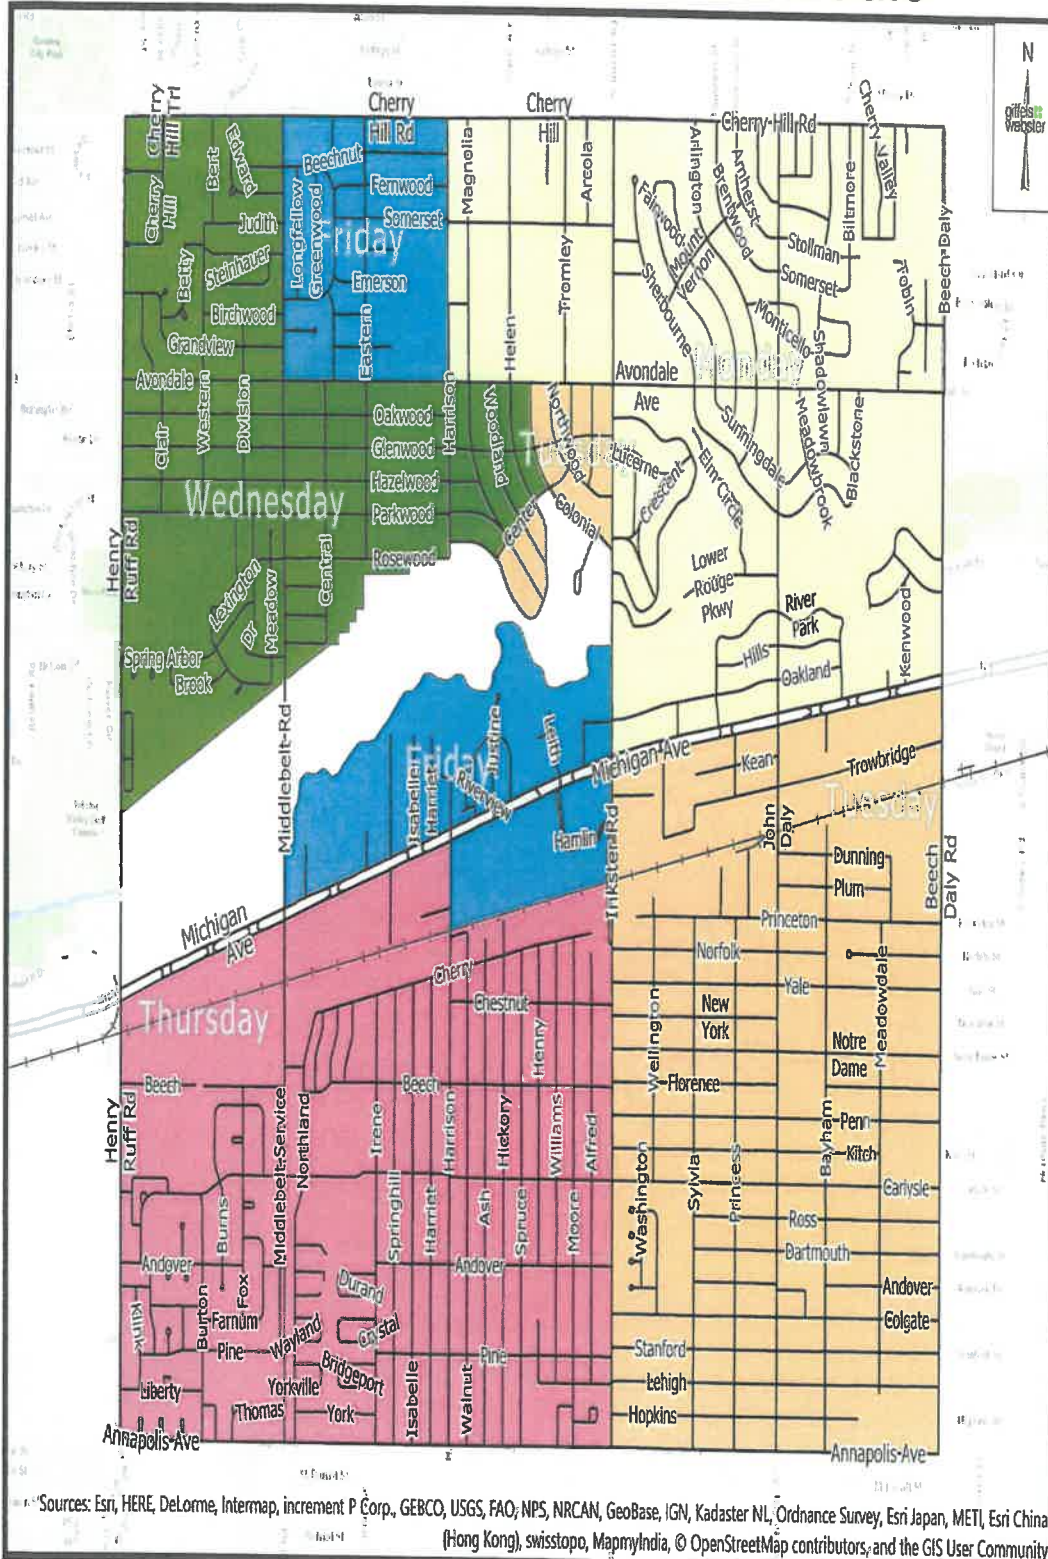 N
giffels
webster
Cherry
Hill Trl
Cherry
Hill Rd
Cherry
Hill
Cherry-Hill-Rd
Cherry
Valley
Cherry
Hill
Bert
Edward
Beechnut
Fernwood
Somerset
Magnolia
Arcola
Arlington
Amherst
Brentwood
Biltmore
Beech-Daly
Judith
Longfellow
Greenwood
Friday
Fairwood
Mount
Vernon
Stollman
Somerset
Betty
Steinhauer
Emerson
Tromley
Sherbourne
Tobin
Birchwood
Grandview
Eastern
Helen
Monticello
Shadowlawn
Monday
Avondale
Avondale
Ave
Western
Division
Clair
Oakwood
Glenwood
Hazelwood
Parkwood
Rosewood
Harrison
Woodland
Northwood
Tuesday
Lucerne
Crescent
Elm Circle
Sunningdale
Meadowbrook
Blackstone
Wednesday
Center
Colonial
Henry
Ruff Rd
Lexington
Dr
Meadow
Central
Lower
Rouge
Pkwy
River
Park
Kenwood
Spring Arbor
Brook
Hills
Oakland
Middlebelt-Rd
Friday
Isabelle
Harriet
Riverview
Justine
Leith
Michigan Ave
Hamlin
Inkster-Rd
Kean
Trowbridge
Tuesday
John
Daly
Dunning
Plum
Beech
Daly Rd
Michigan
Ave
Princeton
Norfolk
Yale
Meadowdale
Cherry
Chestnut
Thursday
Henry
Wellington
New
York
Notre
Dame
Beech
Beech
Florence
Henry
Ruff Rd
Middlebelt-Service
Northland
Irene
Harrison
Hickory
Williams
Alfred
Penn
Kitch
Bayham
Burns
Springhill
Harriet
Ash
Spruce
Moore
Washington
Sylvia
Princess
Carlysle
Ross
Dartmouth
Andover
Andover
Andover
Klink
Burton
Fox
Farnum
Durand
Crystal
Colgate
Pine
Wayland
Bridgeport
Pine
Stanford
Liberty
Yorkville
Lehigh
Thomas
York
Isabelle
Walnut
Hopkins
Annapolis-Ave
Annapolis-Ave
Sources: Esri, HERE, DeLorme, Intermap, increment P Corp., GEBCO, USGS, FAO, NPS, NRCAN, GeoBase, IGN, Kadaster NL, Ordnance Survey, Esri Japan, METI, Esri China
(Hong Kong), swisstopo, MapmyIndia, © OpenStreetMap contributors, and the GIS User Community